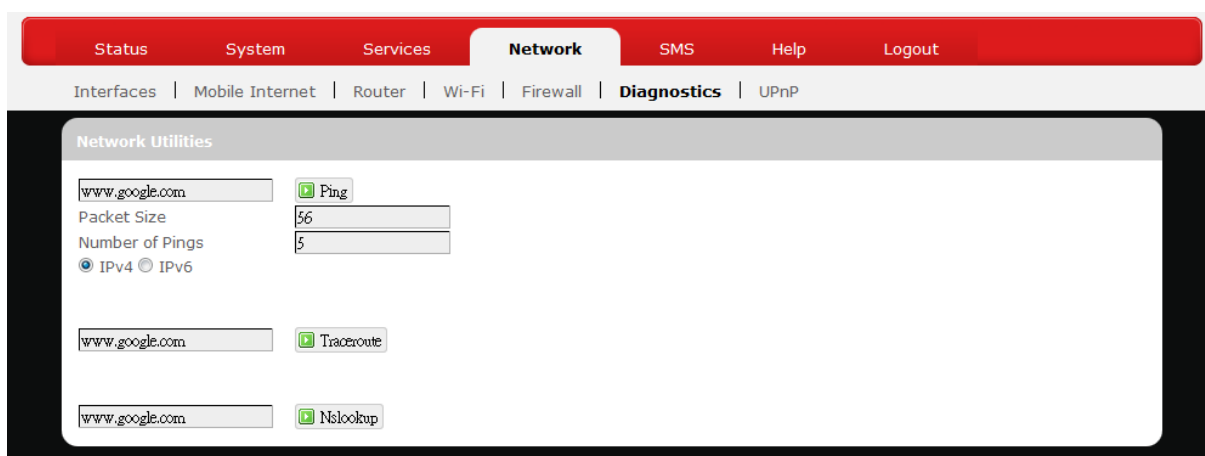 Status System Services Network SMS Help Logout
Interfaces | Mobile Internet | Router | Wi-Fi | Firewall | Diagnostics | UPnP
Network Utilities
www.google.com Ping
Packet Size 56
Number of Pings 5
IPv4 IPv6
www.google.com Traceroute
www.google.com Nslookup